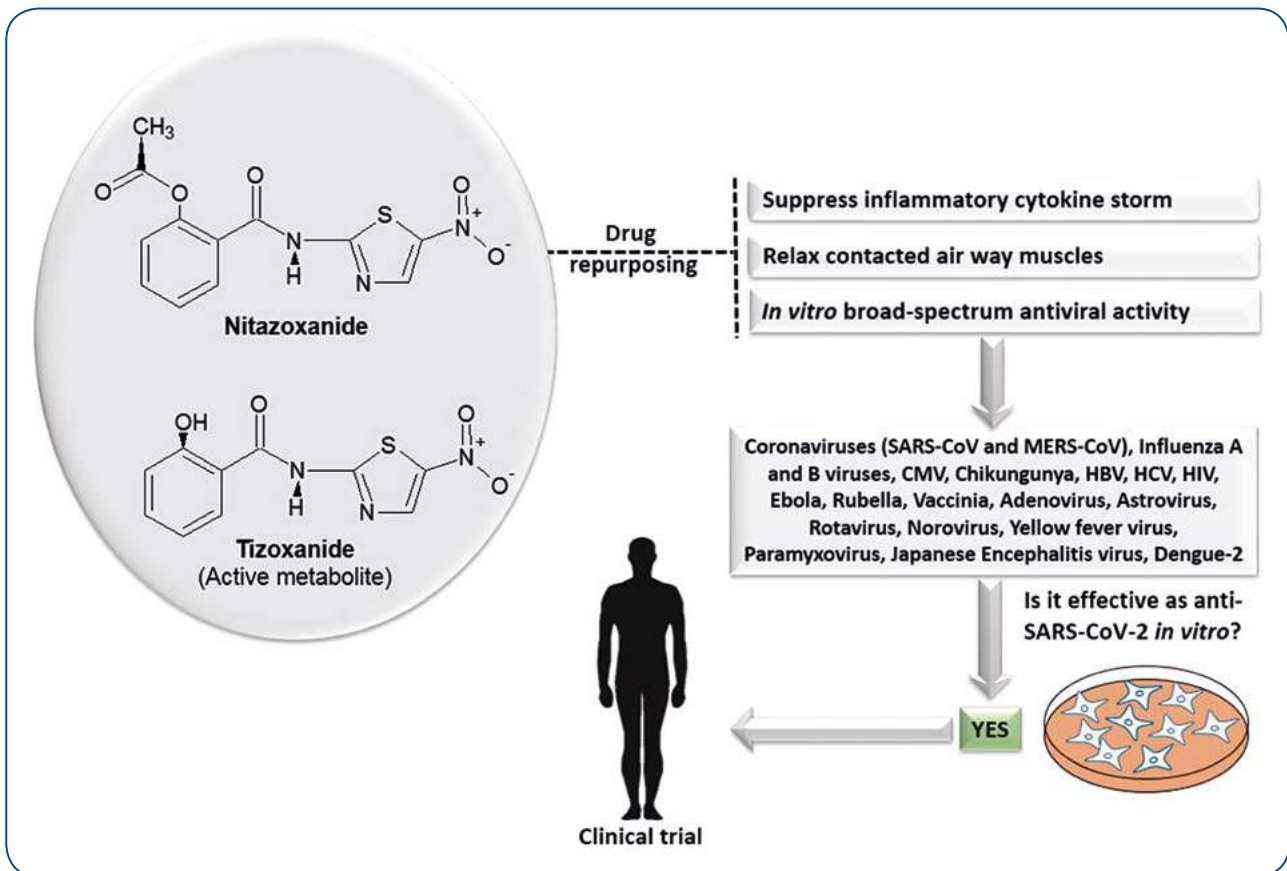 CH3
O
O
O
N
H
S
N
O
N+
O-
Nitazoxanide
OH
O
N
H
S
N
O
N+
O-
Tizoxanide
(Active metabolite)
Drug
repurposing
Suppress inflammatory cytokine storm
Relax contacted air way muscles
In vitro broad-spectrum antiviral activity
Coronaviruses (SARS-CoV and MERS-CoV), Influenza A
and B viruses, CMV, Chikungunya, HBV, HCV, HIV,
Ebola, Rubella, Vaccinia, Adenovirus, Astrovirus,
Rotavirus, Norovirus, Yellow fever virus,
Paramyxovirus, Japanese Encephalitis virus, Dengue-2
Is it effective as anti-
SARS-CoV-2 in vitro?
YES
Clinical trial